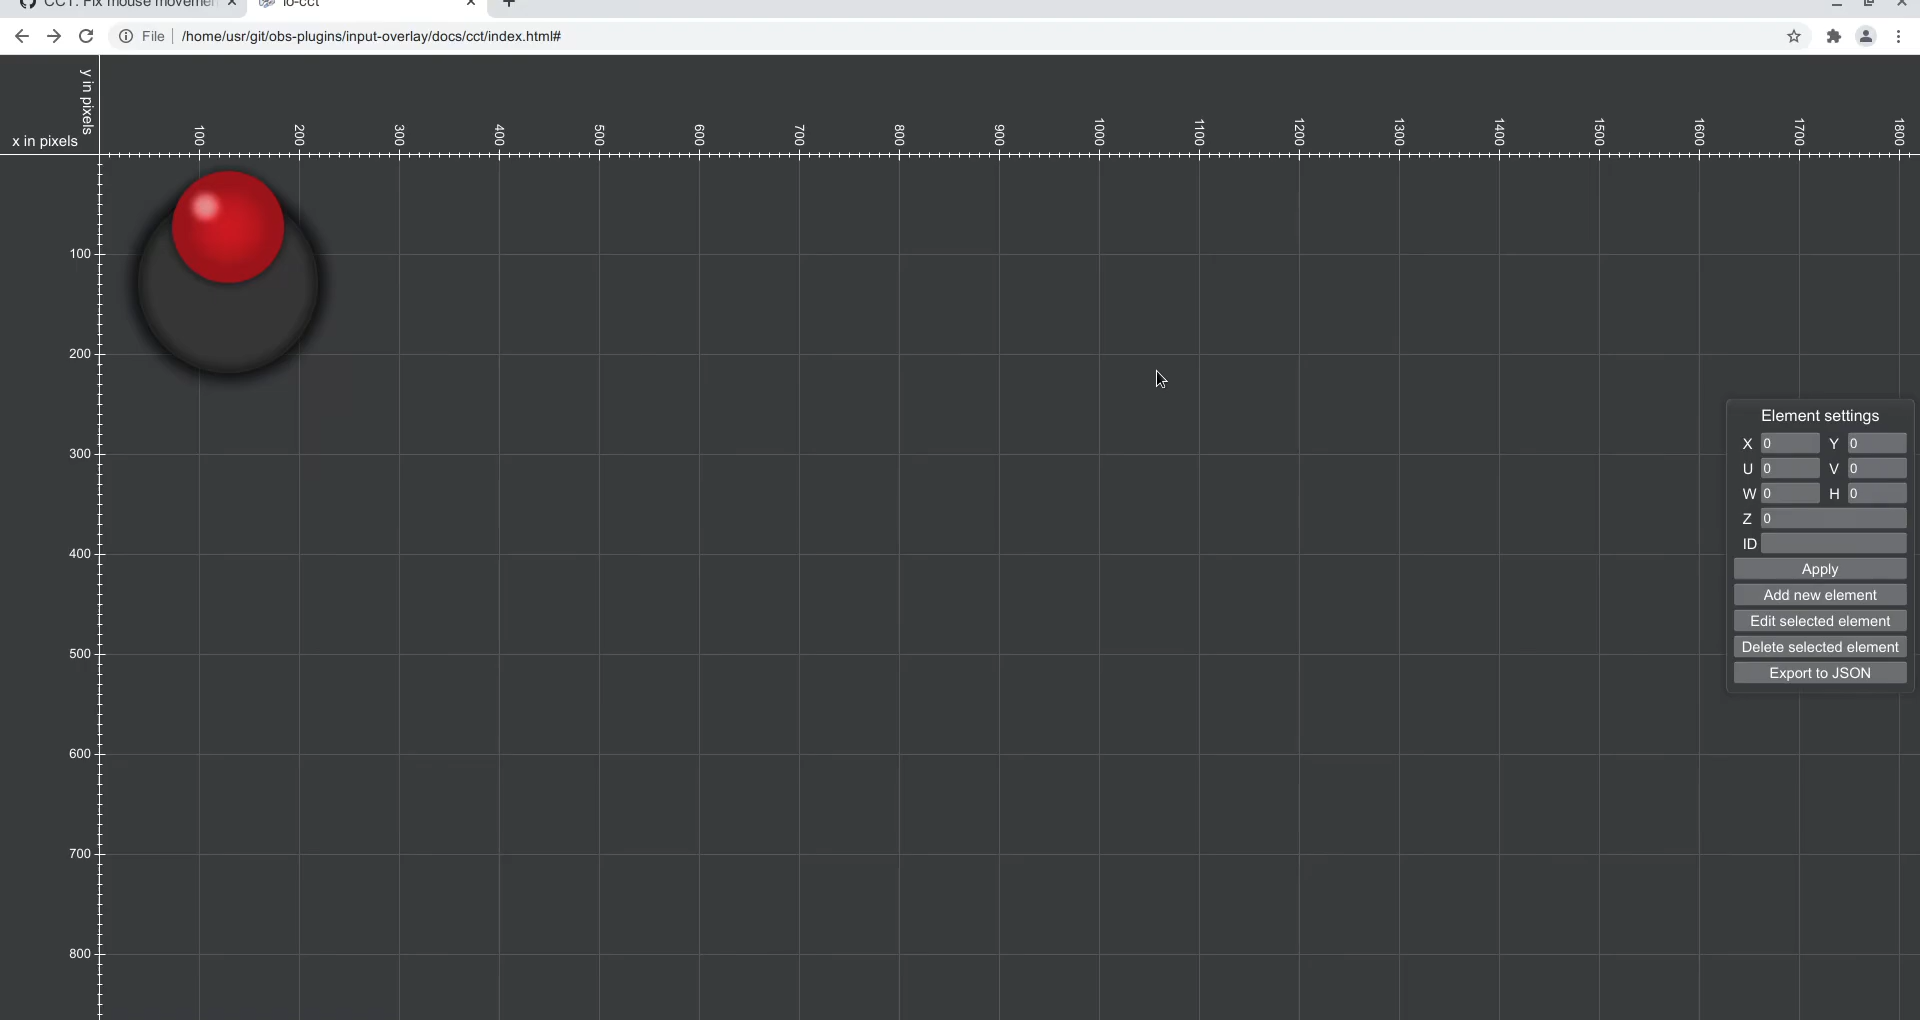 CCT: Fix mouse movemen
io-cct
File /home/usr/git/obs-plugins/input-overlay/docs/cct/index.html#
y in pixels
x in pixels
100 200 300 400 500 600 700 800 900 1000 1100 1200 1300 1400 1500 1600 1700 1800
100
200
300
400
500
600
700
800
Element settings
X 0 Y 0
U 0 V 0
W 0 H 0
Z 0
ID
Apply
Add new element
Edit selected element
Delete selected element
Export to JSON